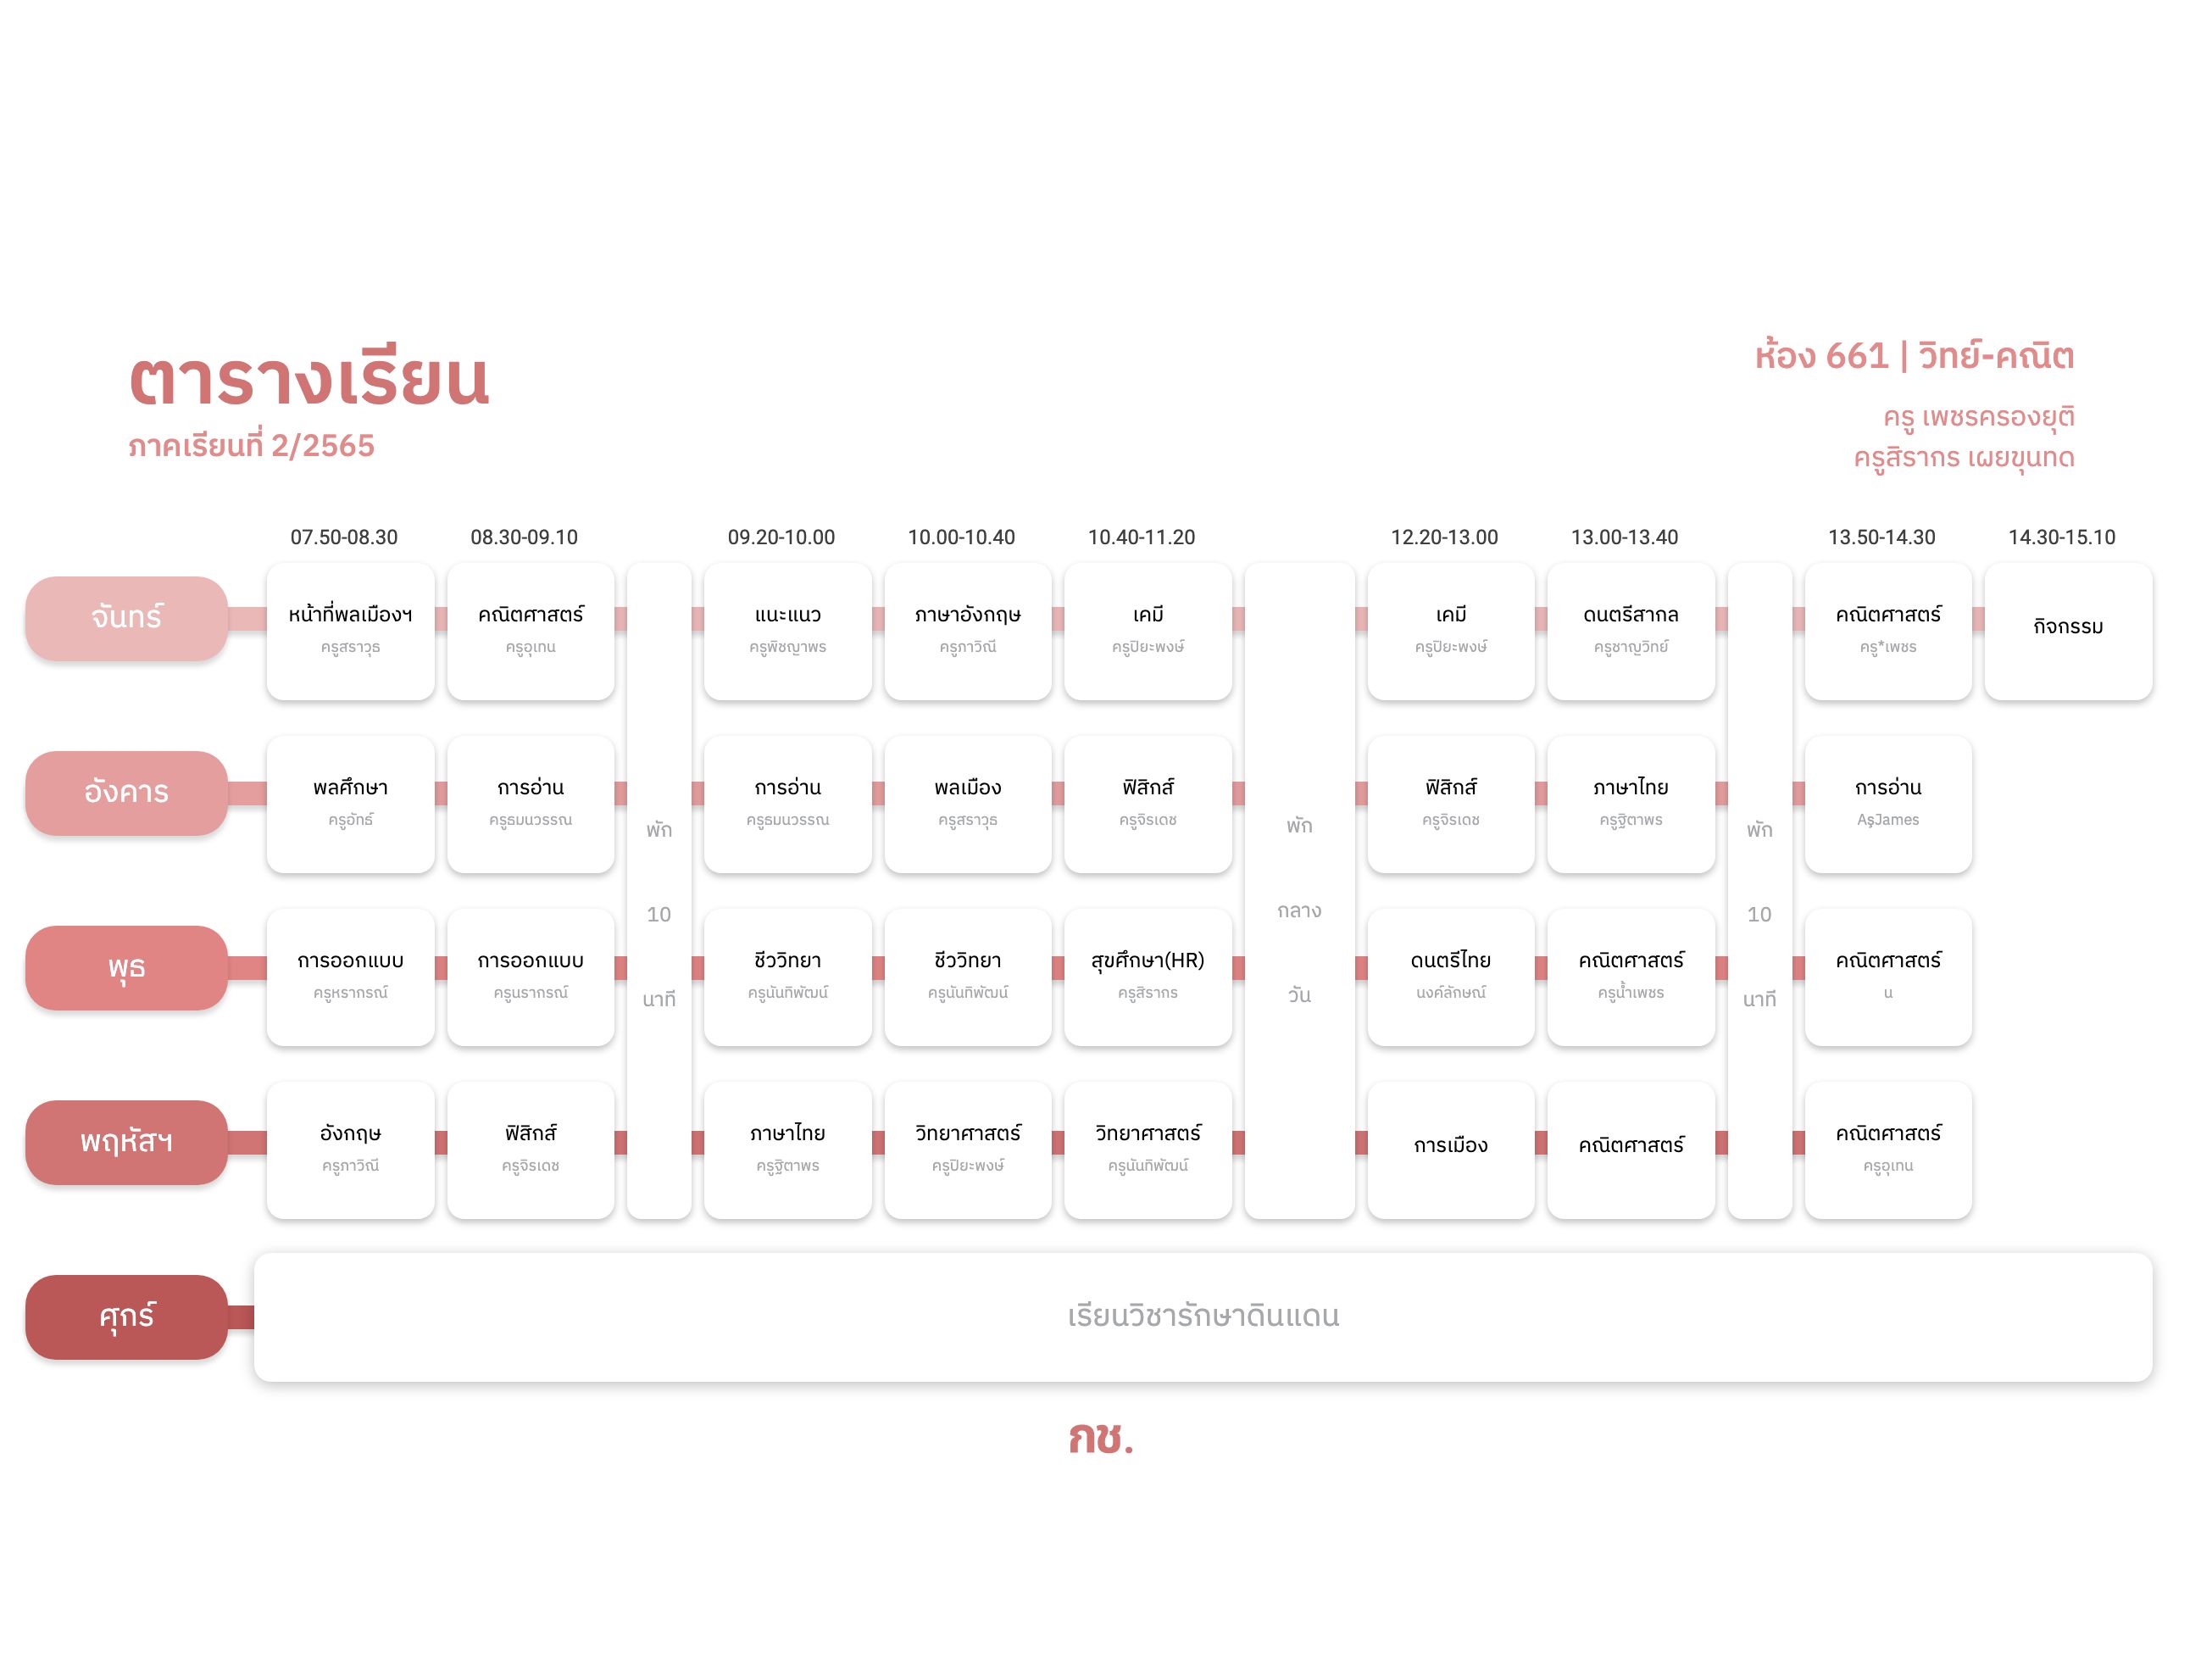 ตารางเรียน
ภาคเรียนที่ 2/2565
ห้อง 661 | วิทย์-คณิต
ครู เพชรครองยุติ
ครูสิรากร เผยขุนทด
07.50-08.30 08.30-09.10 09.20-10.00 10.00-10.40 10.40-11.20 12.20-13.00 13.00-13.40 13.50-14.30 14.30-15.10
จันทร์
หน้าที่พลเมืองฯ คณิตศาสตร์ แนะแนว ภาษาอังกฤษ เคมี เคมี ดนตรีสากล คณิตศาสตร์ กิจกรรม
ครูสราวุธ ครูอุเทน ครูพิชญาพร ครูภาวิณี ครูปิยะพงษ์ ครูปิยะพงษ์ ครูชาญวิทย์ ครู*เพชร
อังคาร
พลศึกษา การอ่าน การอ่าน พลเมือง ฟิสิกส์ ฟิสิกส์ ภาษาไทย การอ่าน
ครูอัทธ์ ครูธมนวรรณ ครูธมนวรรณ ครูสราวุธ ครูจิรเดช ครูจิรเดช ครูฐิตาพร AşJames
พัก
10
นาที
พัก
กลาง
วัน
พัก
10
นาที
พุธ
การออกแบบ การออกแบบ ชีววิทยา ชีววิทยา สุขศึกษา(HR) ดนตรีไทย คณิตศาสตร์ คณิตศาสตร์
ครูหรากรณ์ ครูนรากรณ์ ครูนันทิพัฒน์ ครูนันทิพัฒน์ ครูสิรากร นงค์ลักษณ์ ครูน้ำเพชร น
พฤหัสฯ
อังกฤษ ฟิสิกส์ ภาษาไทย วิทยาศาสตร์ วิทยาศาสตร์ การเมือง คณิตศาสตร์ คณิตศาสตร์
ครูภาวิณี ครูจิรเดช ครูฐิตาพร ครูปิยะพงษ์ ครูนันทิพัฒน์ ครูอุเทน
ศุกร์
เรียนวิชารักษาดินแดน
กช.